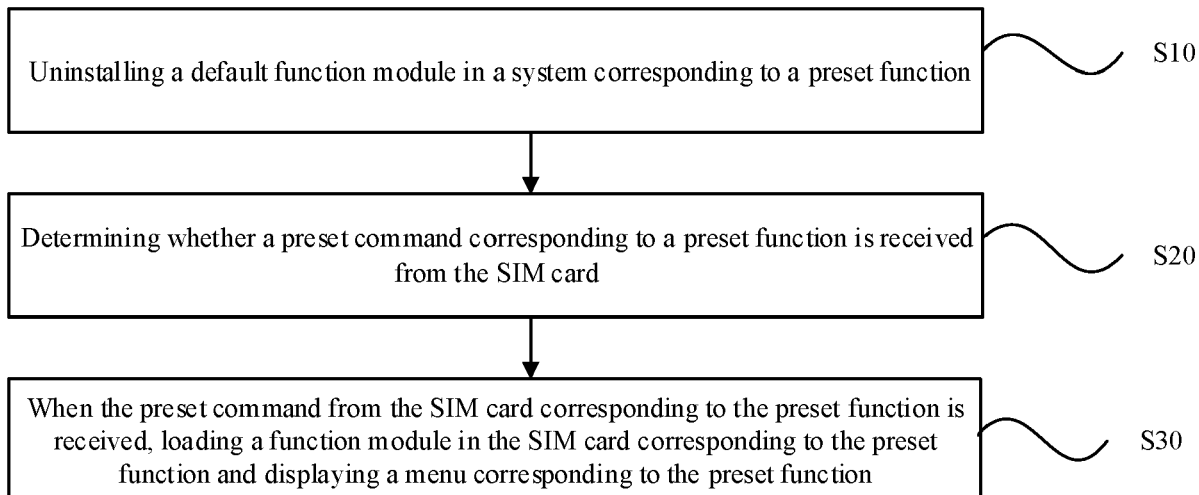 Uninstalling a default function module in a system corresponding to a preset function
S10
Determining whether a preset command corresponding to a preset function is received
from the SIM card
S20
When the preset command from the SIM card corresponding to the preset function is
received, loading a function module in the SIM card corresponding to the preset
function and displaying a menu corresponding to the preset function
S30